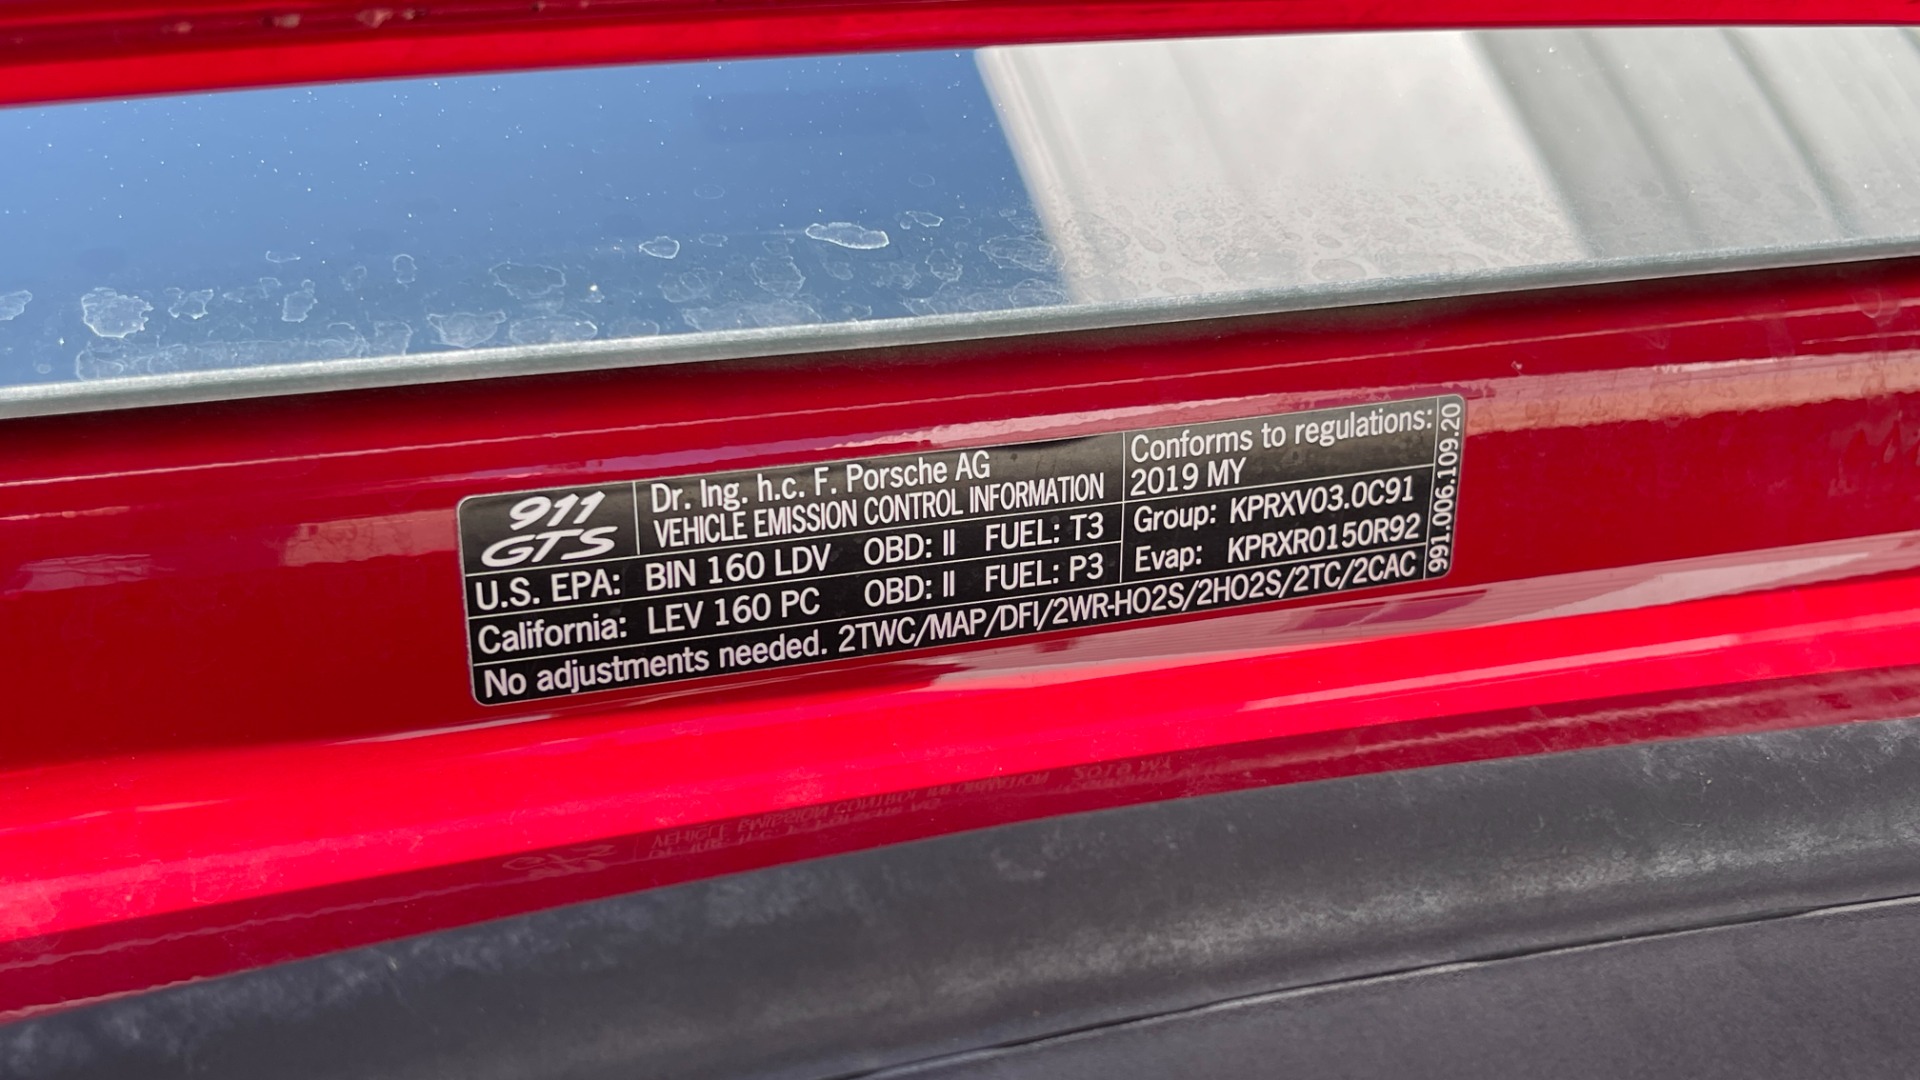 911
GTS
Dr. Ing. h.c. F. Porsche AG
VEHICLE EMISSION CONTROL INFORMATION
Conforms to regulations:
2019 MY
U.S. EPA: BIN 160 LDV OBD: II FUEL: T3
Group: KPRXV03.0C91
California: LEV 160 PC OBD: II FUEL: P3
Evap: KPRXR0150R92
No adjustments needed. 2TWC/MAP/DFI/2WR-HO2S/2HO2S/2TC/2CAC
991.006.109.20